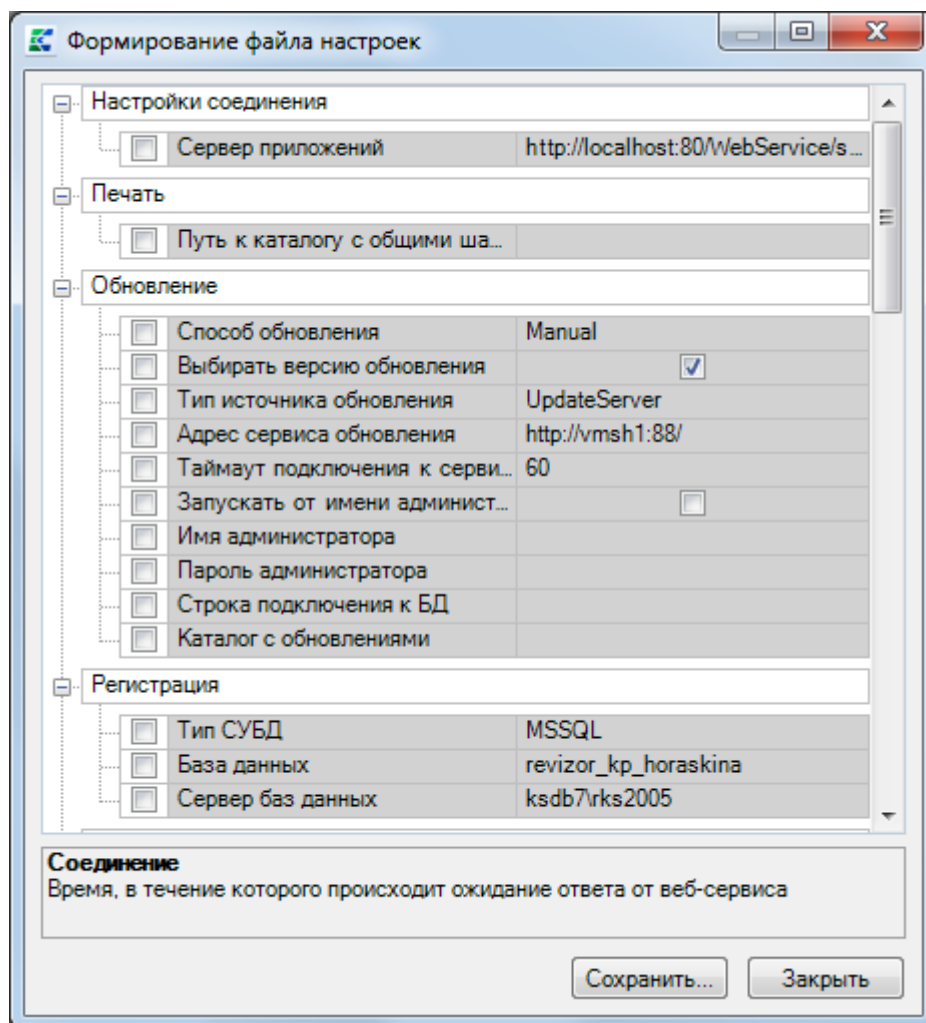 Формирование файла настроек
Настройки соединения
Сервер приложений http://localhost:80/WebService/s...
Печать
Путь к каталогу с общими ша...
Обновление
Способ обновления Manual
Выбирать версию обновления
Тип источника обновления UpdateServer
Адрес сервиса обновления http://vmsh1:88/
Таймаут подключения к серви... 60
Запускать от имени админист...
Имя администратора
Пароль администратора
Строка подключения к БД
Каталог с обновлениями
Регистрация
Тип СУБД MSSQL
База данных revizor_kp_horaskina
Сервер баз данных ksdb7\rks2005
Соединение
Время, в течение которого происходит ожидание ответа от веб-сервиса
Сохранить... Закрыть